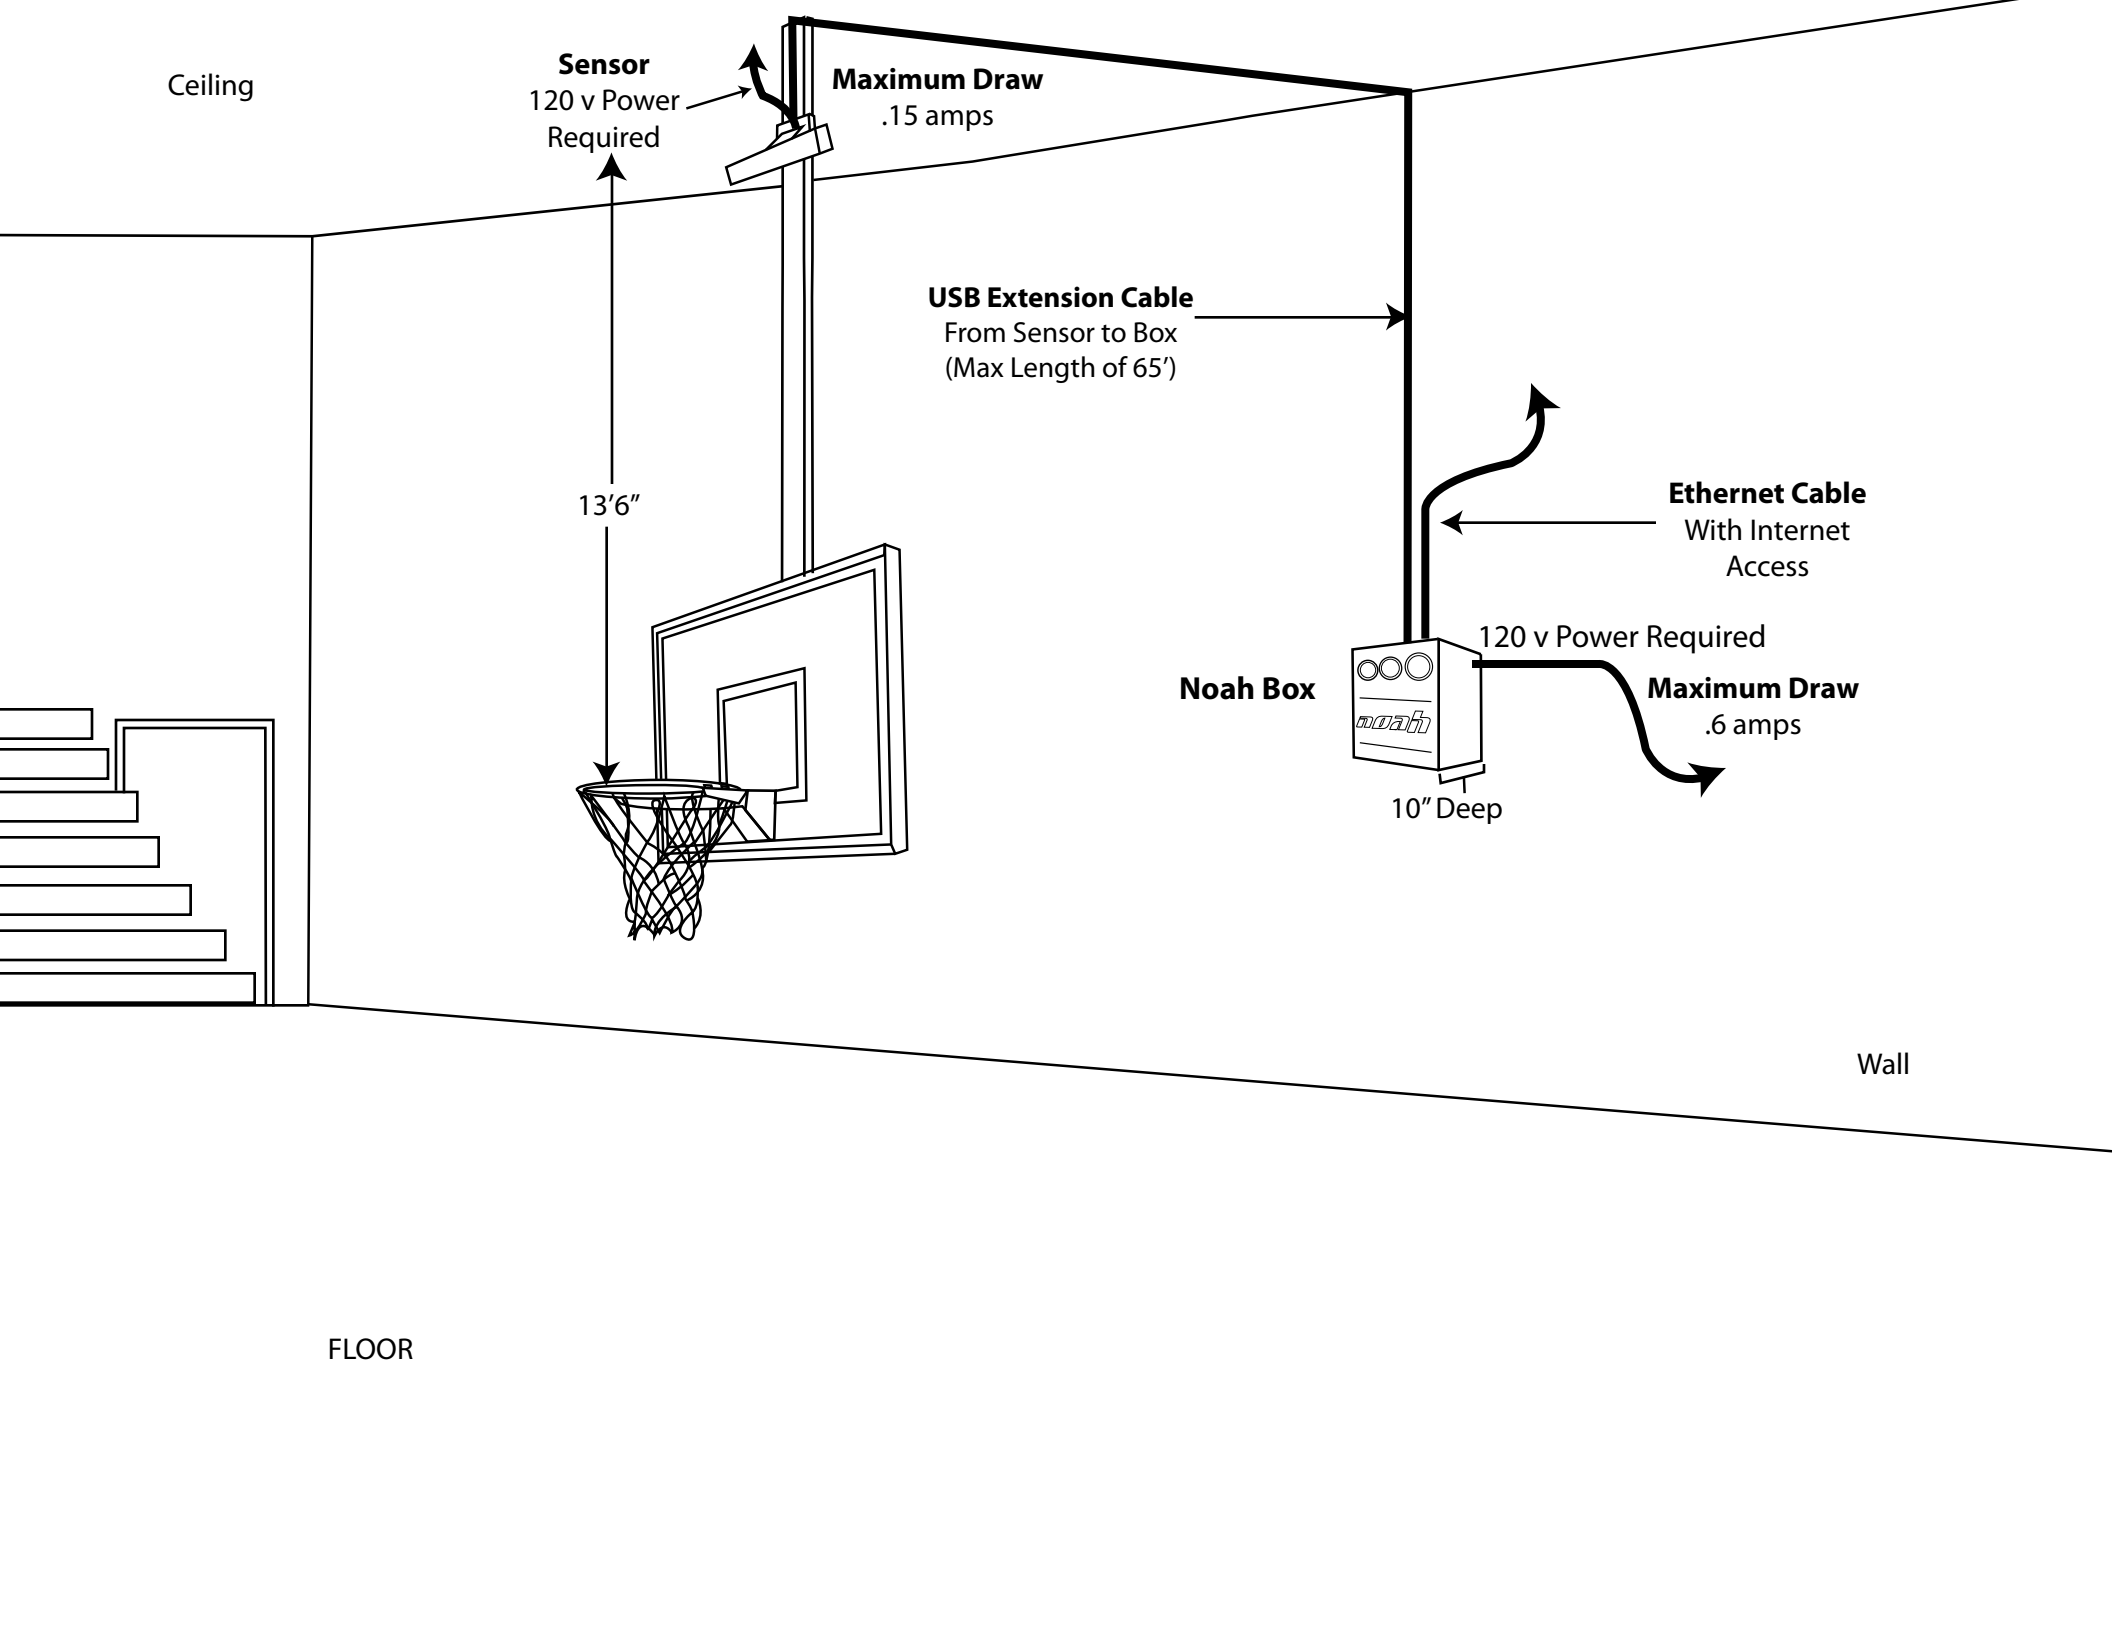 Ceiling
Sensor
120 v Power
Required
Maximum Draw
.15 amps
USB Extension Cable
From Sensor to Box
(Max Length of 65’)
13’6”
Ethernet Cable
With Internet
Access
120 v Power Required
Noah Box
noah
Maximum Draw
.6 amps
10” Deep
Wall
FLOOR